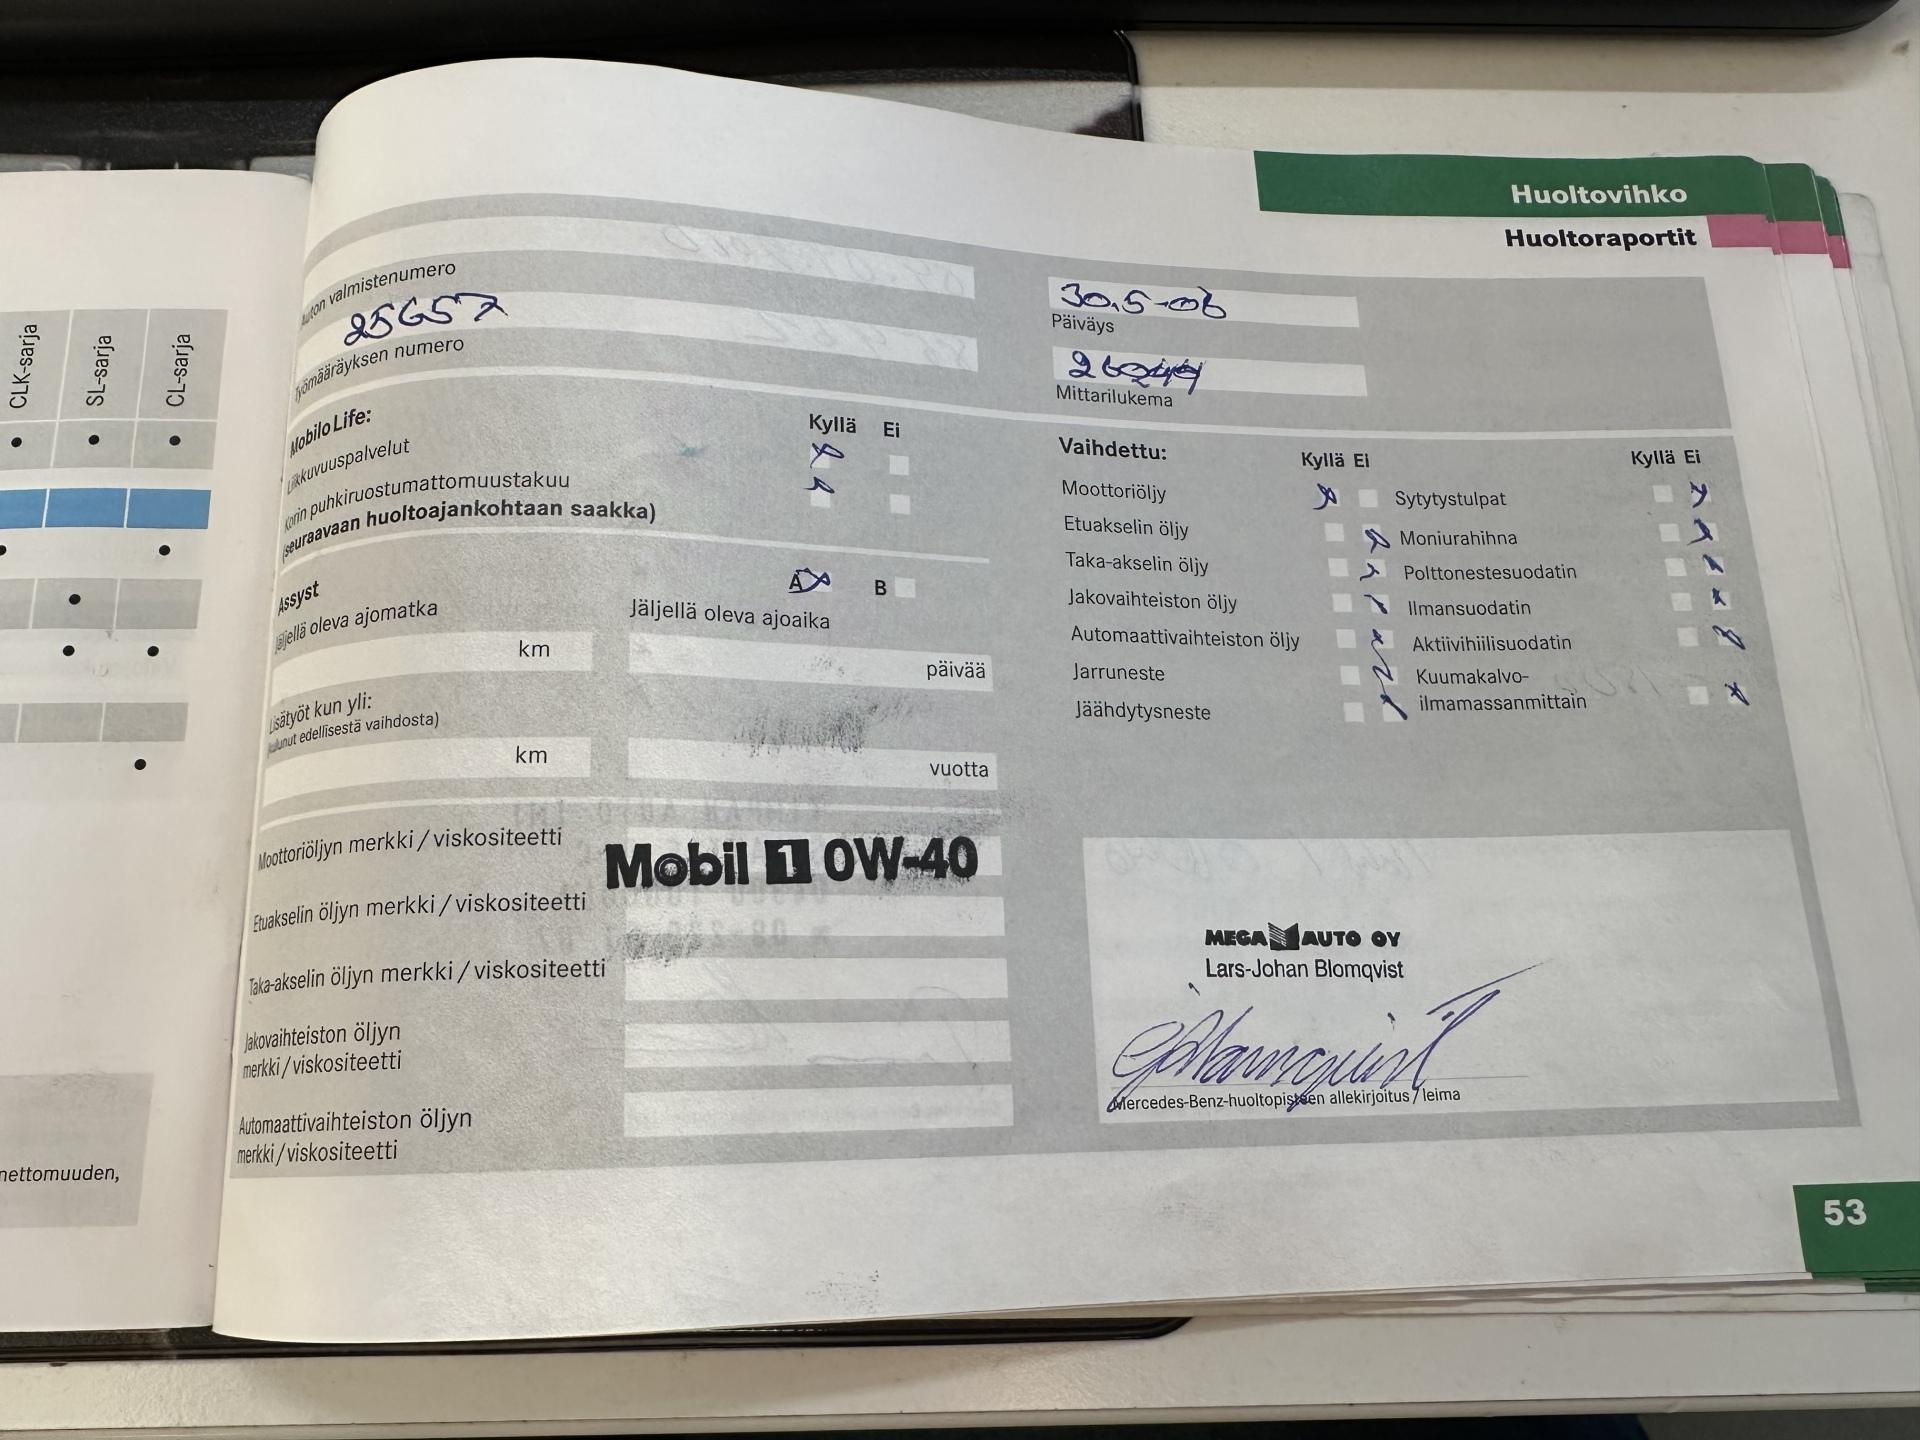 CLK-sarja
SL-sarja
CL-sarja
nettomuuden,
Huoltovihko
Huoltoraportit
Auton valmistenumero
25657
Työmääräyksen numero
30.5-06
Päiväys
Mittarilukema
Mobilo Life:
Kyllä Ei
Liikkuvuuspalvelut
Korin puhkiruostumattomuustakuu
(seuraavaan huoltoajankohtaan saakka)
Assyst
A B
Jäljellä oleva ajomatka
Jäljellä oleva ajoaika
km
päivää
Lisätyöt kun yli:
(kulunut edellisestä vaihdosta)
km
vuotta
Vaihdettu:
Kyllä Ei
Kyllä Ei
Moottoriöljy
Sytytystulpat
Etuakselin öljy
Moniurahihna
Taka-akselin öljy
Polttonestesuodatin
Jakovaihteiston öljy
Ilmansuodatin
Automaattivaihteiston öljy
Aktiivihiilisuodatin
Jarruneste
Kuumakalvo-
ilmamassanmittain
Jäähdytysneste
Moottoriöljyn merkki / viskositeetti
Mobil 1 0W-40
Etuakselin öljyn merkki / viskositeetti
Taka-akselin öljyn merkki / viskositeetti
Jakovaihteiston öljyn
merkki / viskositeetti
Automaattivaihteiston öljyn
merkki / viskositeetti
MEGA AUTO OY
Lars-Johan Blomqvist
Mercedes-Benz-huoltopisteen allekirjoitus / leima
53